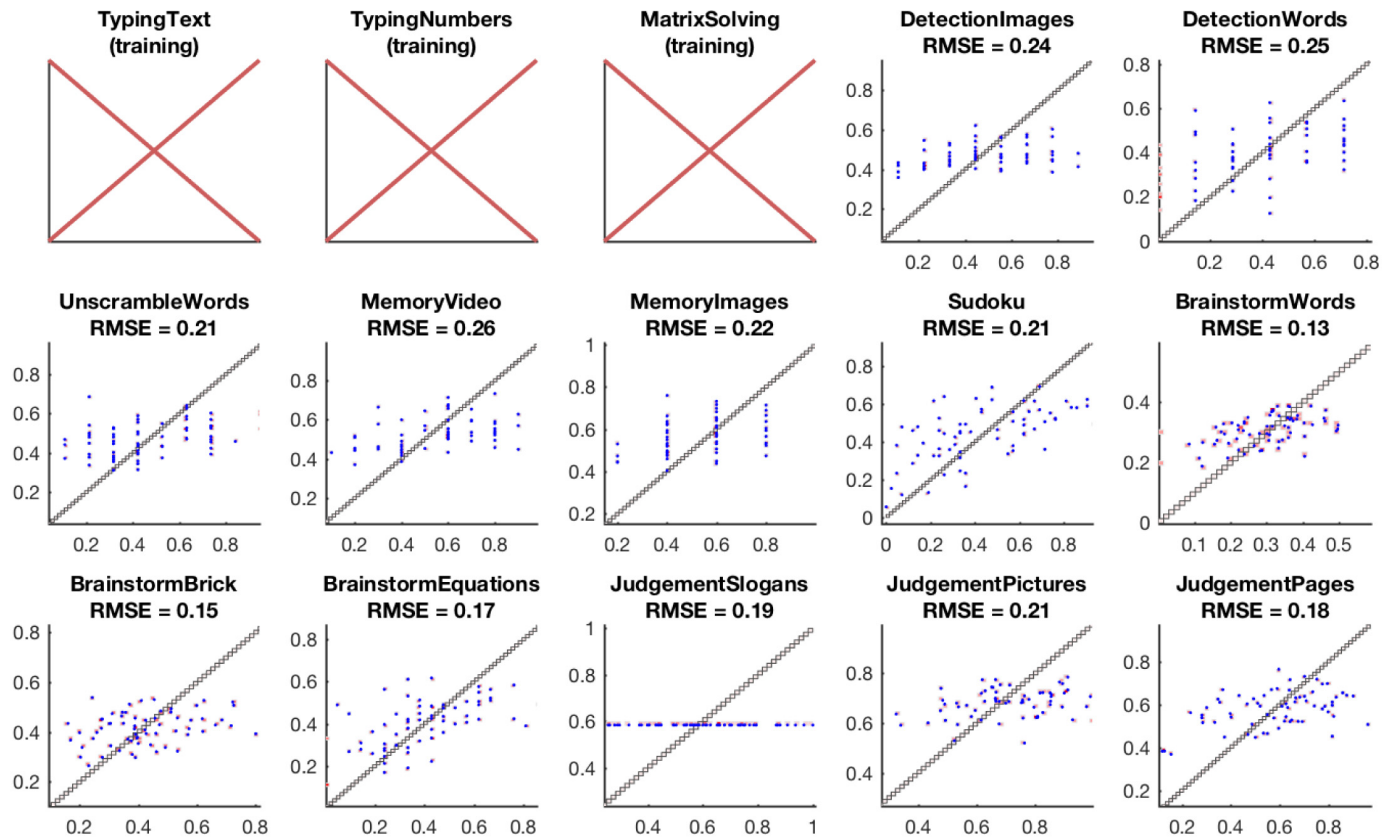 TypingText
(training)
TypingNumbers
(training)
MatrixSolving
(training)
DetectionImages
RMSE = 0.24
0.8
0.6
0.4
0.2
0.2 0.4 0.6 0.8
DetectionWords
RMSE = 0.25
0.8
0.6
0.4
0.2
0
0.2 0.4 0.6 0.8
UnscrambleWords
RMSE = 0.21
0.8
0.6
0.4
0.2
0.2 0.4 0.6 0.8
MemoryVideo
RMSE = 0.26
0.8
0.6
0.4
0.2
0.2 0.4 0.6 0.8
MemoryImages
RMSE = 0.22
1
0.8
0.6
0.4
0.2
0.2 0.4 0.6 0.8
Sudoku
RMSE = 0.21
0.8
0.6
0.4
0.2
0
0 0.2 0.4 0.6 0.8
BrainstormWords
RMSE = 0.13
0.4
0.2
0
0.1 0.2 0.3 0.4 0.5
BrainstormBrick
RMSE = 0.15
0.8
0.6
0.4
0.2
0.2 0.4 0.6 0.8
BrainstormEquations
RMSE = 0.17
0.8
0.6
0.4
0.2
0.2 0.4 0.6 0.8
JudgementSlogans
RMSE = 0.19
1
0.8
0.6
0.4
0.4 0.6 0.8 1
JudgementPictures
RMSE = 0.21
0.8
0.6
0.4
0.4 0.6 0.8
JudgementPages
RMSE = 0.18
0.8
0.6
0.4
0.2
0.2 0.4 0.6 0.8